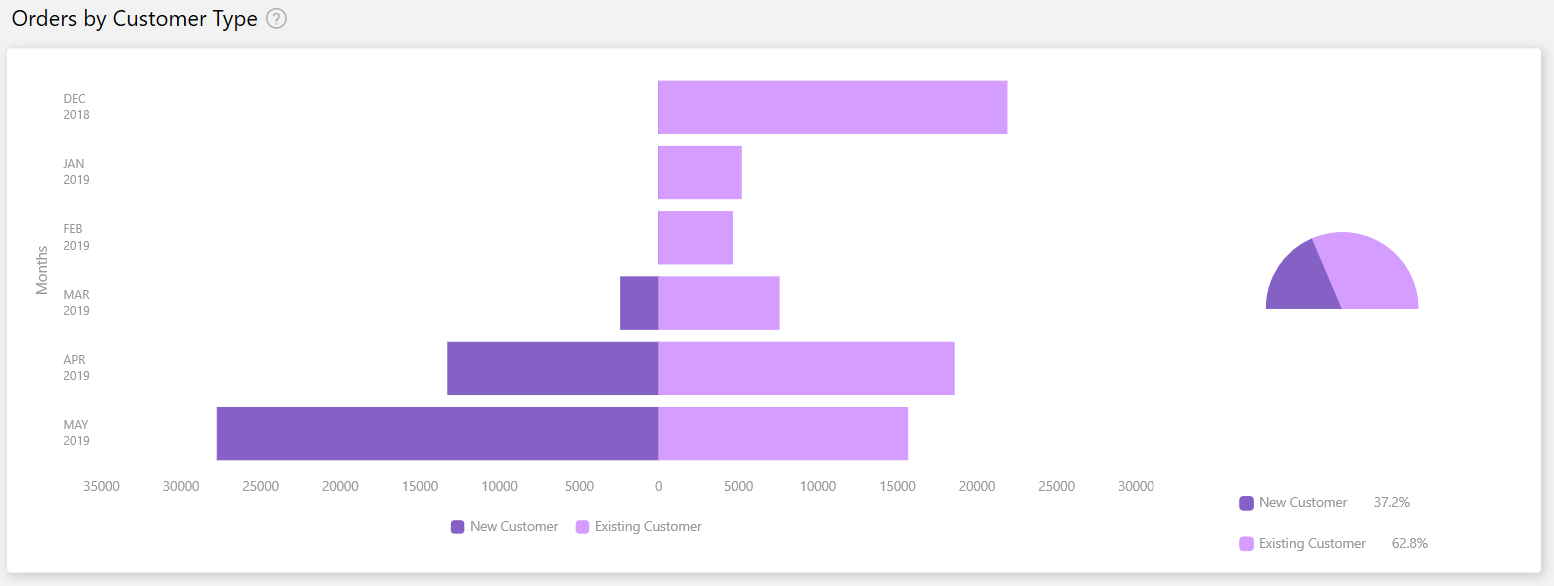 Orders by Customer Type ?
DEC
2018
JAN
2019
FEB
2019
MAR
2019
APR
2019
MAY
2019
Months
35000 30000 25000 20000 15000 10000 5000 0 5000 10000 15000 20000 25000 30000
New Customer Existing Customer
New Customer 37.2%
Existing Customer 62.8%